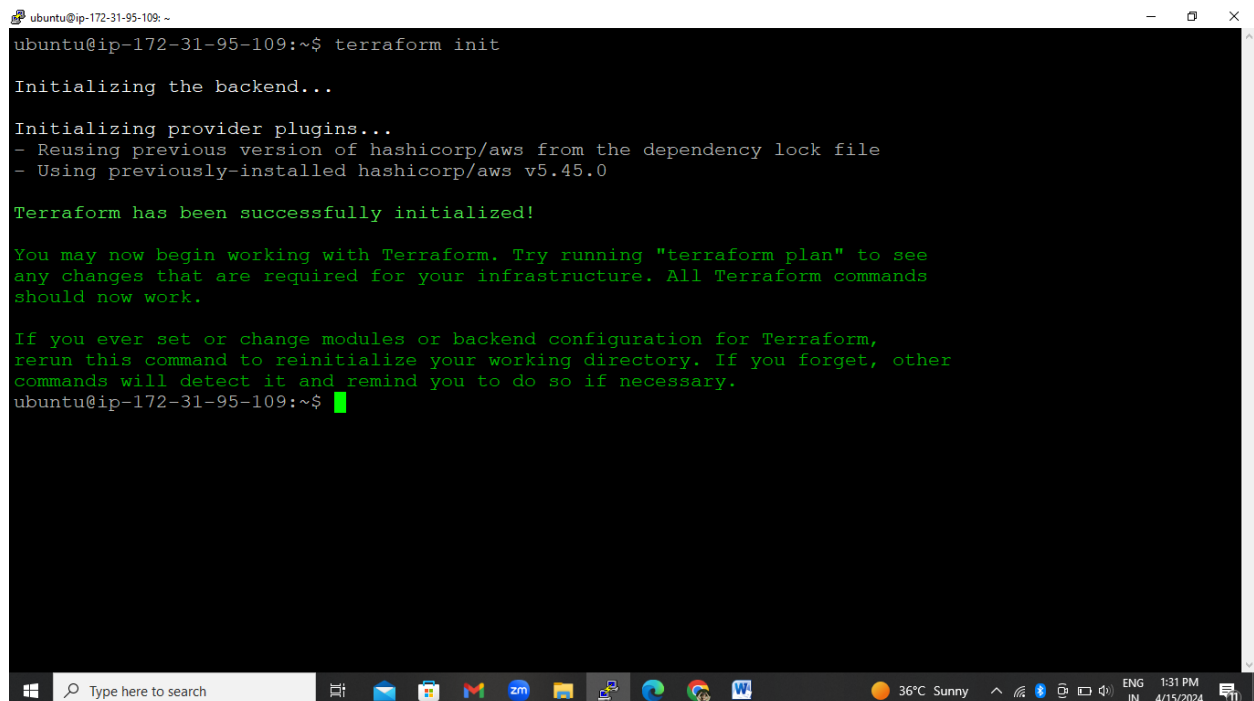 ubuntu@ip-172-31-95-109: ~
ubuntu@ip-172-31-95-109:~$ terraform init
Initializing the backend...
Initializing provider plugins...
- Reusing previous version of hashicorp/aws from the dependency lock file
- Using previously-installed hashicorp/aws v5.45.0
Terraform has been successfully initialized!
You may now begin working with Terraform. Try running "terraform plan" to see
any changes that are required for your infrastructure. All Terraform commands
should now work.
If you ever set or change modules or backend configuration for Terraform,
rerun this command to reinitialize your working directory. If you forget, other
commands will detect it and remind you to do so if necessary.
ubuntu@ip-172-31-95-109:~$
Type here to search
zm
W
36°C Sunny
ENG
IN
1:31 PM
4/15/2024
11